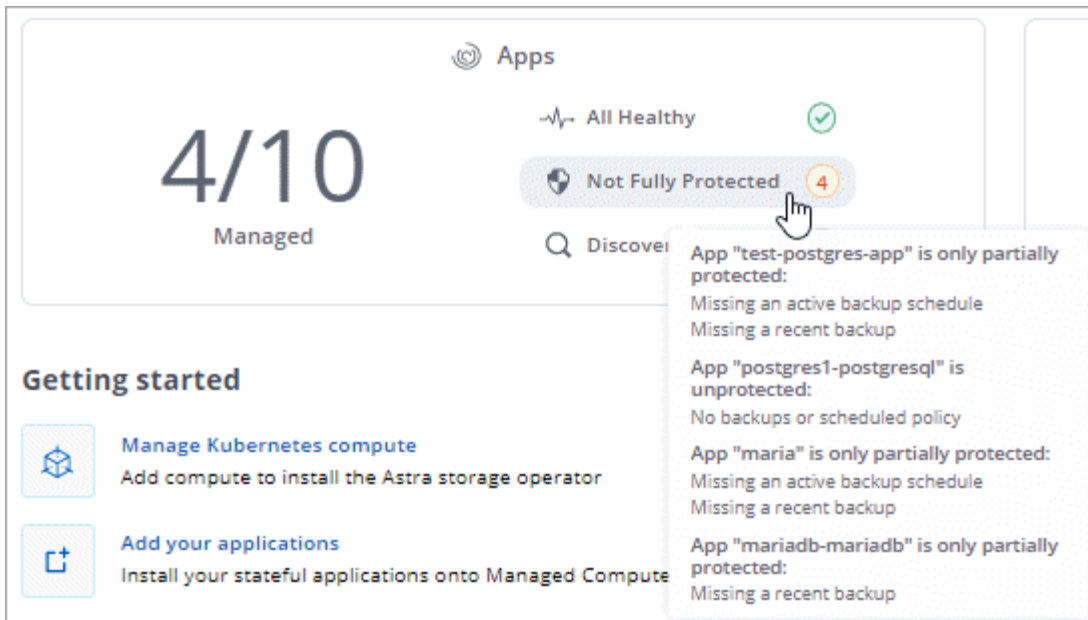 Apps
4/10
Managed
All Healthy
Not Fully Protected 4
Discove
App "test-postgres-app" is only partially
protected:
Missing an active backup schedule
Missing a recent backup
App "postgres1-postgresql" is
unprotected:
No backups or scheduled policy
App "maria" is only partially protected:
Missing an active backup schedule
Missing a recent backup
App "mariadb-mariadb" is only partially
protected:
Missing a recent backup
Getting started
Manage Kubernetes compute
Add compute to install the Astra storage operator
Add your applications
Install your stateful applications onto Managed Compute